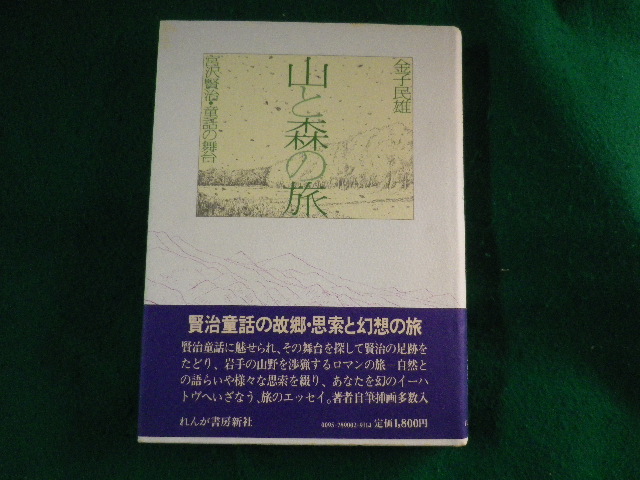 金子民雄
山と森の旅
宮沢賢治・童話の舞台
賢治童話の故郷・思索と幻想の旅
賢治童話に魅せられ、その舞台を探して賢治の足跡を
たどり、岩手の山野を渉猟するロマンの旅―自然と
の語らいや様々な思索を綴り、あなたを幻のイーハ
トヴへいざなう、旅のエッセイ。著者自筆挿画多数入
れんが書房新社
定価1,800円